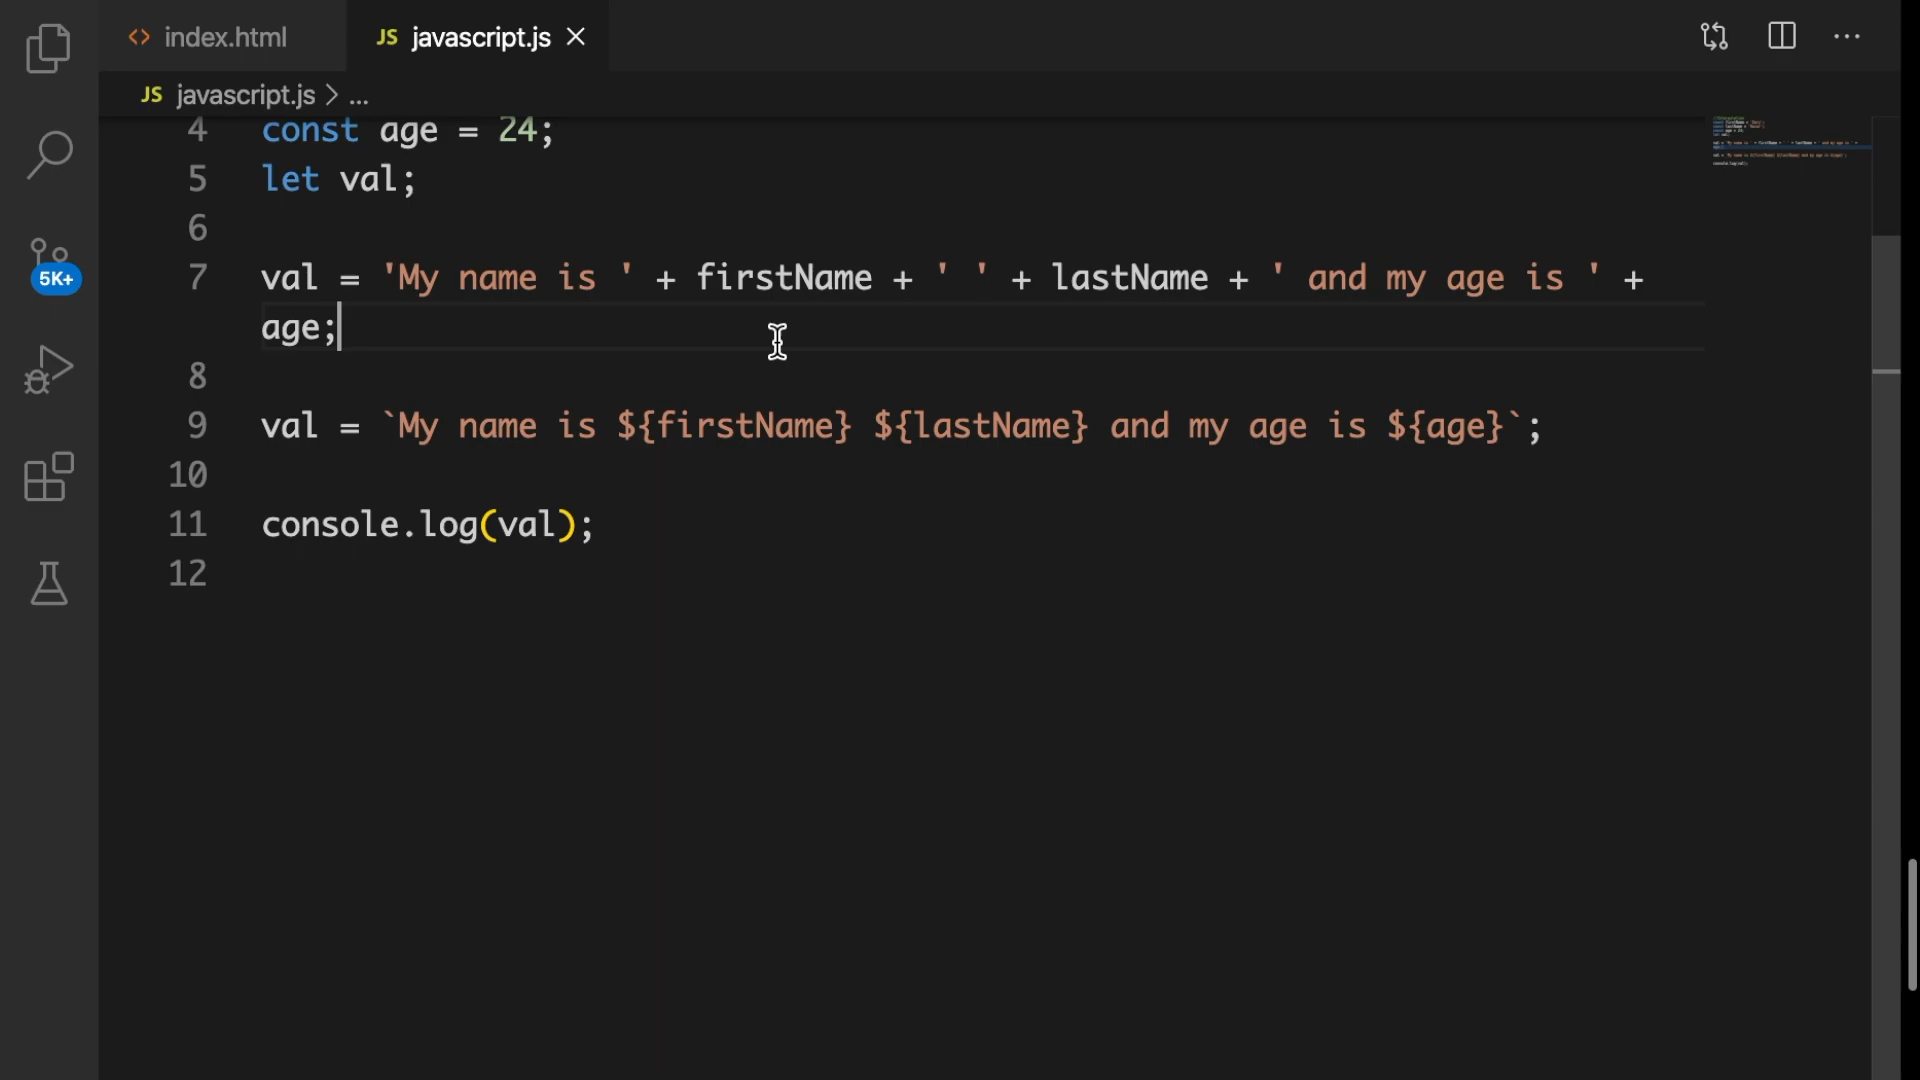 index.html
JS javascript.js
JS javascript.js > ...
4 const age = 24;
5 let val;
6
7 val = 'My name is ' + firstName + ' ' + lastName + ' and my age is ' +
age;
8
9 val = `My name is ${firstName} ${lastName} and my age is ${age}`;
10
11 console.log(val);
12
5K+